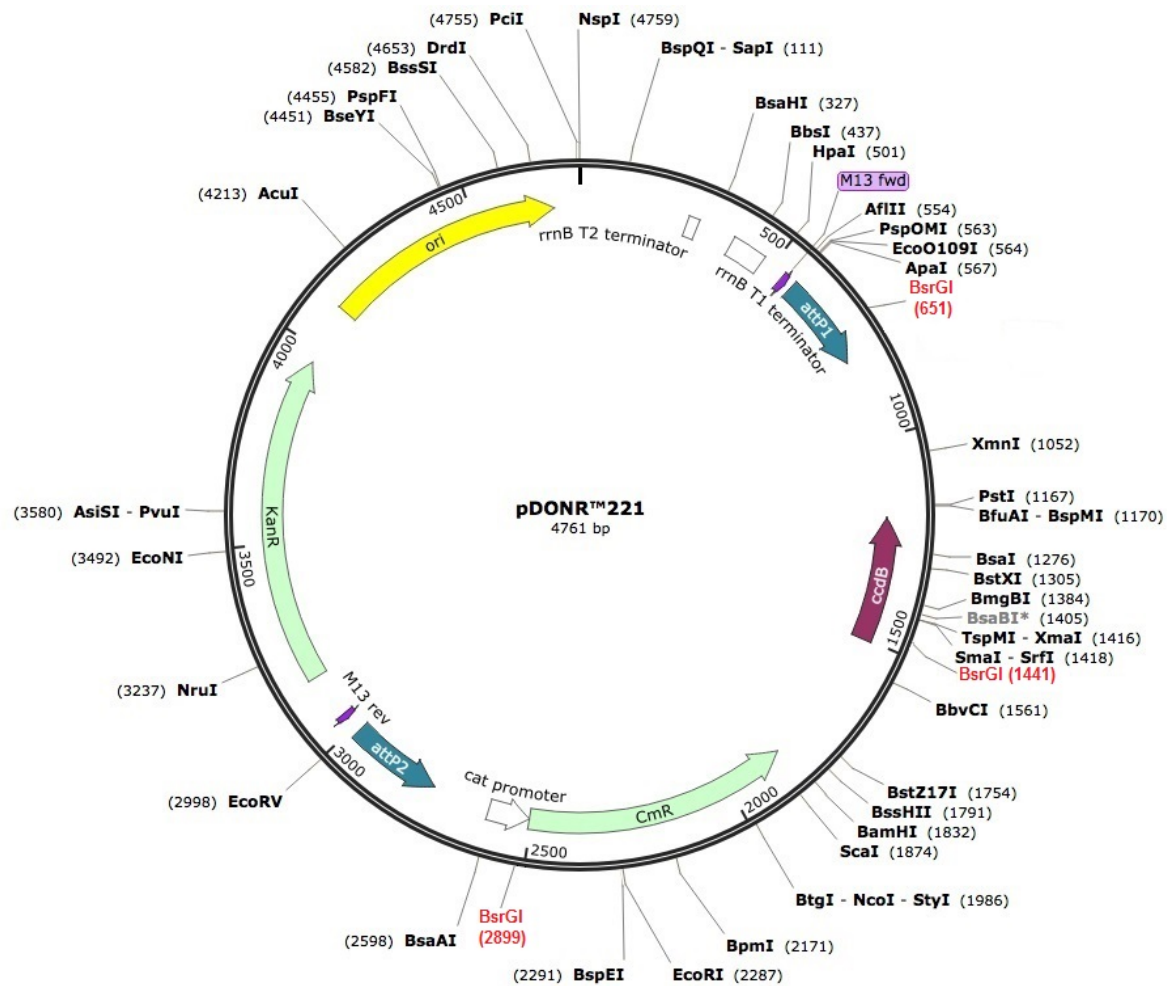 (4755) PciI
NspI (4759)
(4653) DrdI
(4582) BssSI
(4455) PspFI
(4451) BseYI
(4213) AcuI
BspQI - SapI (111)
BsaHI (327)
BbsI (437)
HpaI (501)
M13 fwd
AflII (554)
PspOMI (563)
EcoO109I (564)
ApaI (567)
BsrGI
(651)
4500
ori
rrnB T2 terminator
500
rrnB T1 terminator
attP1
4000
1000
XmnI (1052)
PstI (1167)
BfuAI - BspMI (1170)
BsaI (1276)
BstXI (1305)
BmgBI (1384)
BsaBI* (1405)
TspMI - XmaI (1416)
SmaI - SrfI (1418)
BsrGI (1441)
BbvCI (1561)
pDONR™221
4761 bp
(3580) AsiSI - PvuI
(3492) EcoNI
KanR
3500
ccdB
1500
(3237) NruI
M13 rev
attP2
3000
(2998) EcoRV
cat promoter
CmR
2000
2500
BstZ17I (1754)
BssHII (1791)
BamHI (1832)
ScaI (1874)
BtgI - NcoI - StyI (1986)
BpmI (2171)
EcoRI (2287)
(2291) BspEI
(2598) BsaAI
BsrGI
(2899)